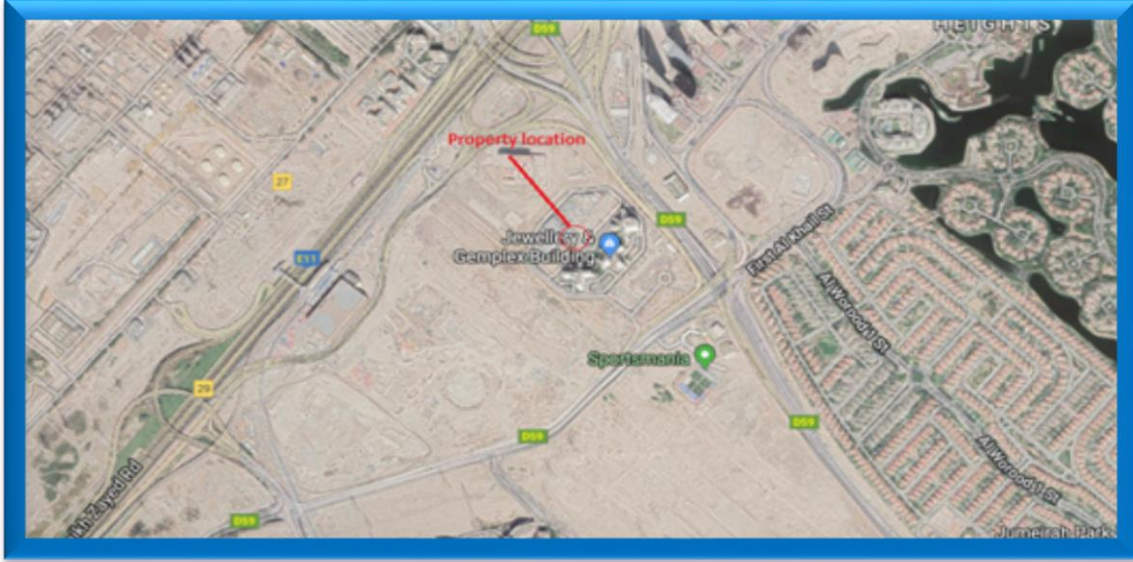 HEIGHTS
D59
Property location
27
D59
First Al Khail St
Jewellery &
Gemplex Building
E11
Al Worood 1 St
Sportsmania
29
D59
D59
Al Worood 1 St
ikh Zayed Rd
D59
Jumeirah Park